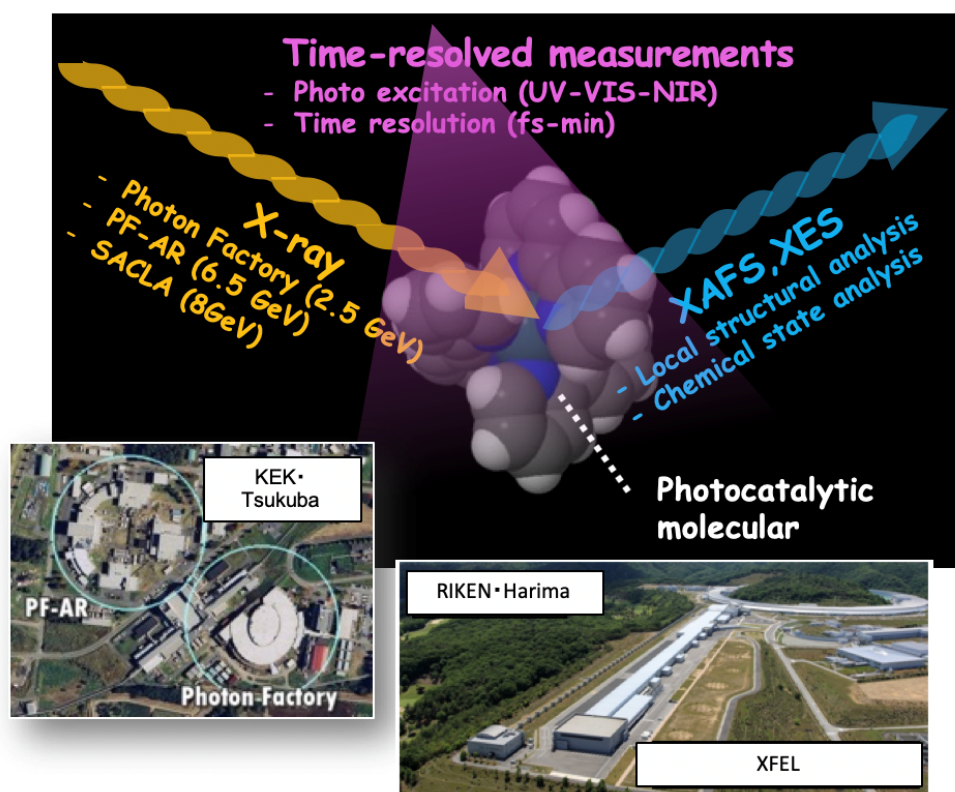 Time-resolved measurements
- Photo excitation (UV-VIS-NIR)
- Time resolution (fs-min)
X-ray
- Photon Factory (2.5 GeV)
- PF-AR (6.5 GeV)
- SACLA (8GeV)
XAFS,XES
- Local structural analysis
- Chemical state analysis
Photocatalytic
molecular
KEK・
Tsukuba
PF-AR
Photon Factory
RIKEN・Harima
XFEL